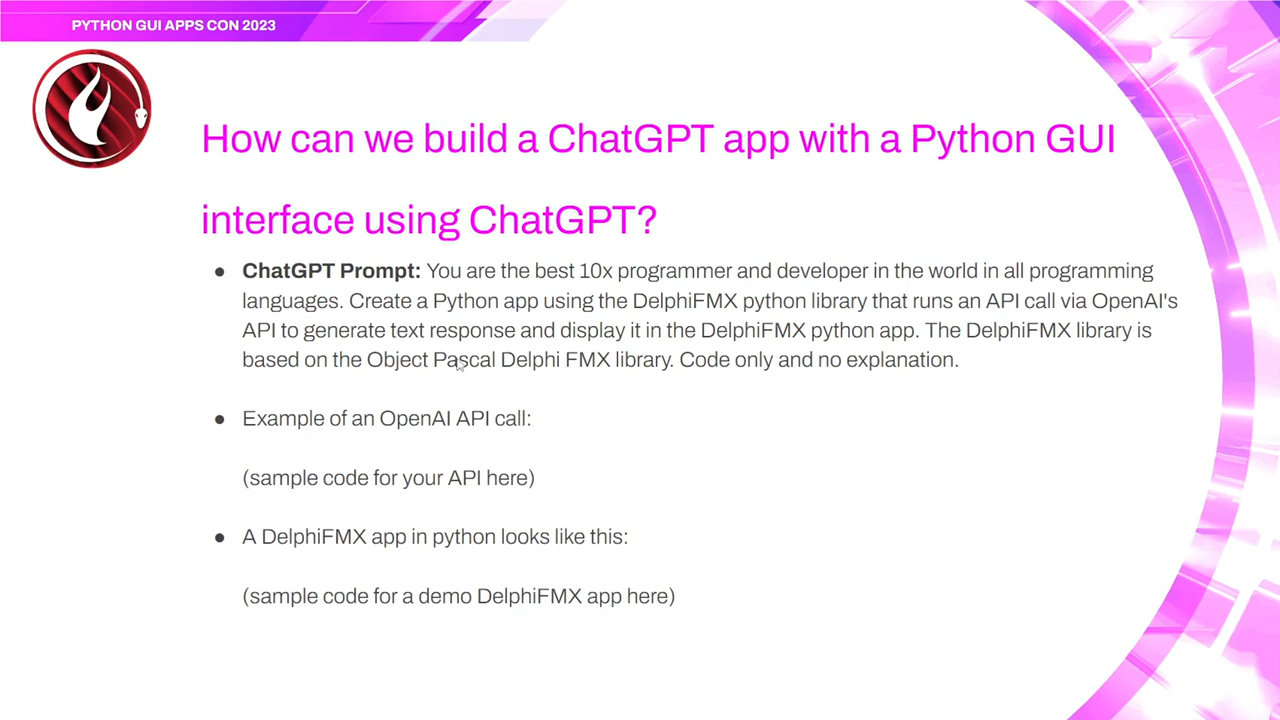 PYTHON GUI APPS CON 2023
How can we build a ChatGPT app with a Python GUI
interface using ChatGPT?
● ChatGPT Prompt: You are the best 10x programmer and developer in the world in all programming
languages. Create a Python app using the DelphiFMX python library that runs an API call via OpenAI's
API to generate text response and display it in the DelphiFMX python app. The DelphiFMX library is
based on the Object Pascal Delphi FMX library. Code only and no explanation.
● Example of an OpenAI API call:
(sample code for your API here)
● A DelphiFMX app in python looks like this:
(sample code for a demo DelphiFMX app here)